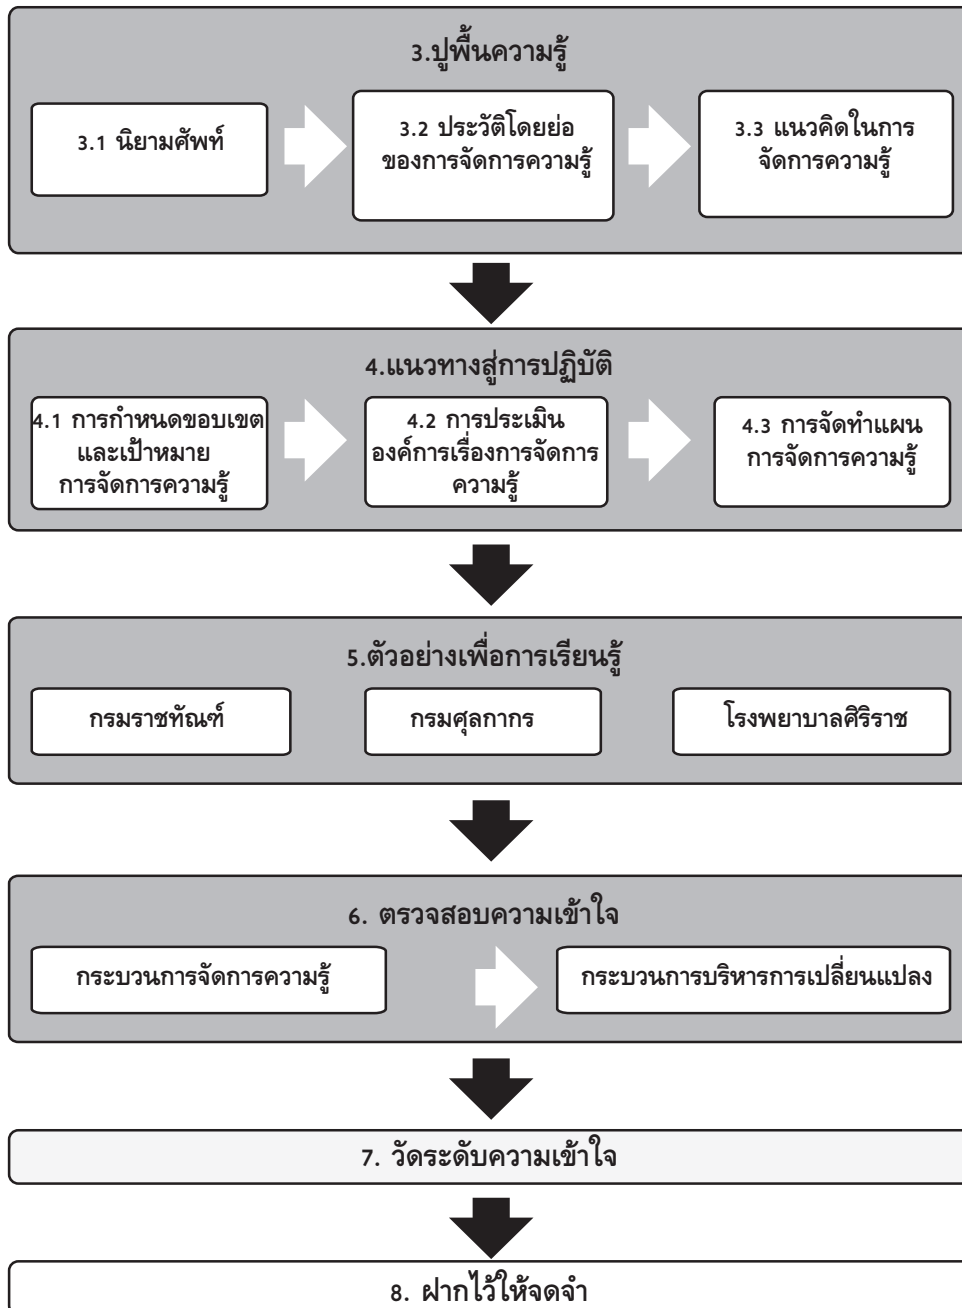 3.ปูพื้นความรู้
3.1 นิยามศัพท์
3.2 ประวัติโดยย่อ
ของการจัดการความรู้
3.3 แนวคิดในการ
จัดการความรู้
4.แนวทางสู่การปฏิบัติ
4.1 การกำหนดขอบเขต
และเป้าหมาย
การจัดการความรู้
4.2 การประเมิน
องค์การเรื่องการจัดการ
ความรู้
4.3 การจัดทำแผน
การจัดการความรู้
5.ตัวอย่างเพื่อการเรียนรู้
กรมราชทัณฑ์
กรมศุลกากร
โรงพยาบาลศิริราช
6. ตรวจสอบความเข้าใจ
กระบวนการจัดการความรู้
กระบวนการบริหารการเปลี่ยนแปลง
7. วัดระดับความเข้าใจ
8. ฝากไว้ให้จดจำ